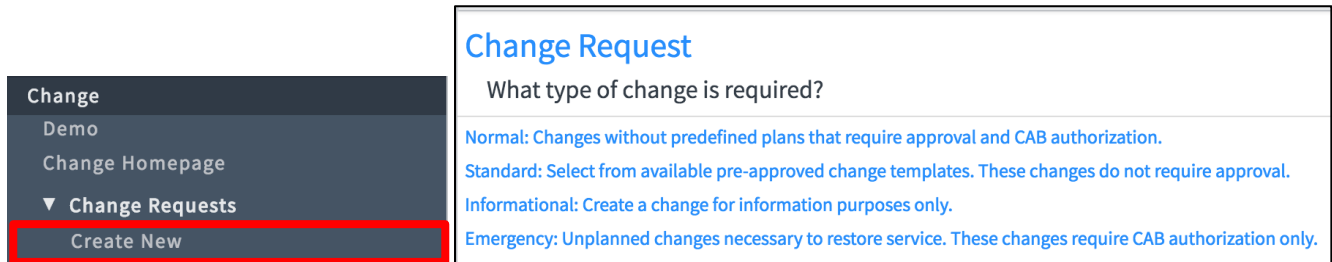 Change
Demo
Change Homepage
▼ Change Requests
Create New
Change Request
What type of change is required?
Normal: Changes without predefined plans that require approval and CAB authorization.
Standard: Select from available pre-approved change templates. These changes do not require approval.
Informational: Create a change for information purposes only.
Emergency: Unplanned changes necessary to restore service. These changes require CAB authorization only.